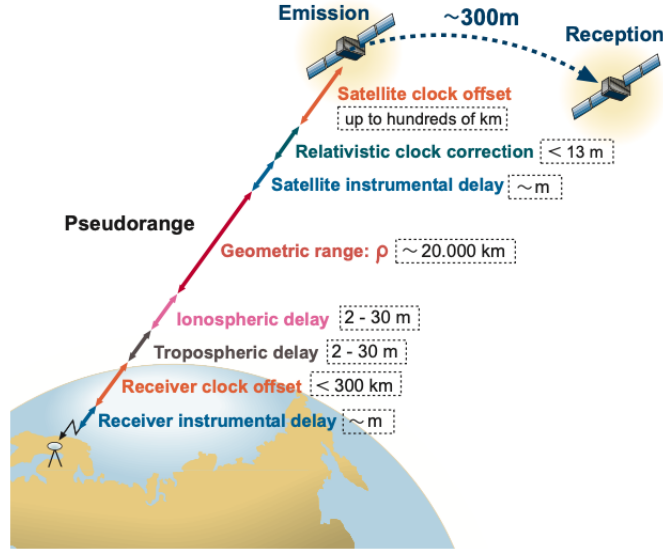 Emission
~300m
Reception
Satellite clock offset
up to hundreds of km
Relativistic clock correction < 13 m
Satellite instrumental delay ~m
Pseudorange
Geometric range: ρ ~ 20.000 km
Ionospheric delay 2 - 30 m
Tropospheric delay 2 - 30 m
Receiver clock offset < 300 km
Receiver instrumental delay ~m